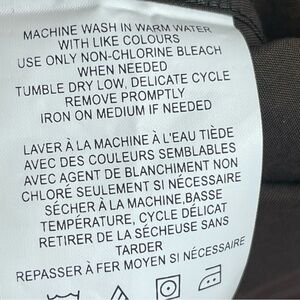 MACHINE WASH IN WARM WATER
WITH LIKE COLOURS
USE ONLY NON-CHLORINE BLEACH
WHEN NEEDED
TUMBLE DRY LOW, DELICATE CYCLE
REMOVE PROMPTLY
IRON ON MEDIUM IF NEEDED
LAVER À LA MACHINE À L'EAU TIÈDE
AVEC DES COULEURS SEMBLABLES
AVEC AGENT DE BLANCHIMENT NON
CHLORÉ SEULEMENT SI NÉCESSAIRE
SÉCHER À LA MACHINE,BASSE
TEMPÉRATURE, CYCLE DÉLICAT
RETIRER DE LA SÉCHEUSE SANS
TARDER
REPASSER À FER MOYEN SI NÉCESSAIRE